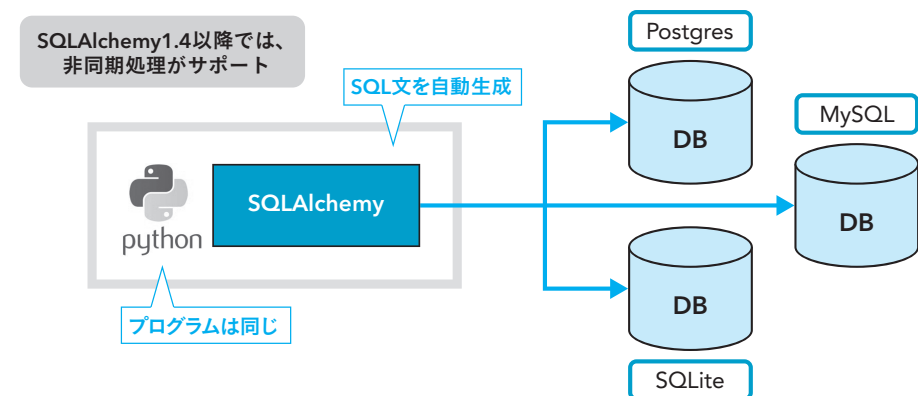 SQLAlchemy1.4以降では、
非同期処理がサポート
SQL文を自動生成
Postgres
DB
MySQL
DB
python
SQLAlchemy
プログラムは同じ
DB
SQLite